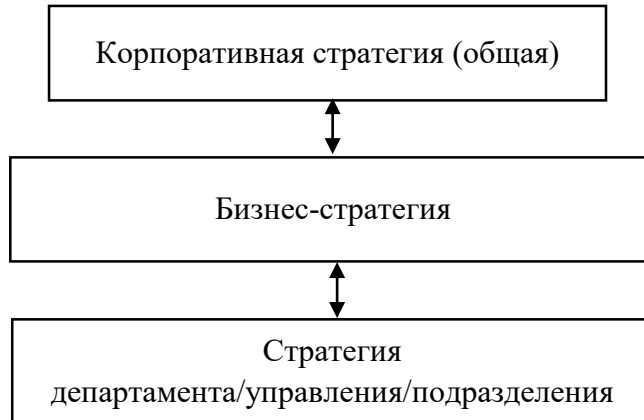 Корпоративная стратегия (общая)
Бизнес-стратегия
Стратегия
департамента/управления/подразделения